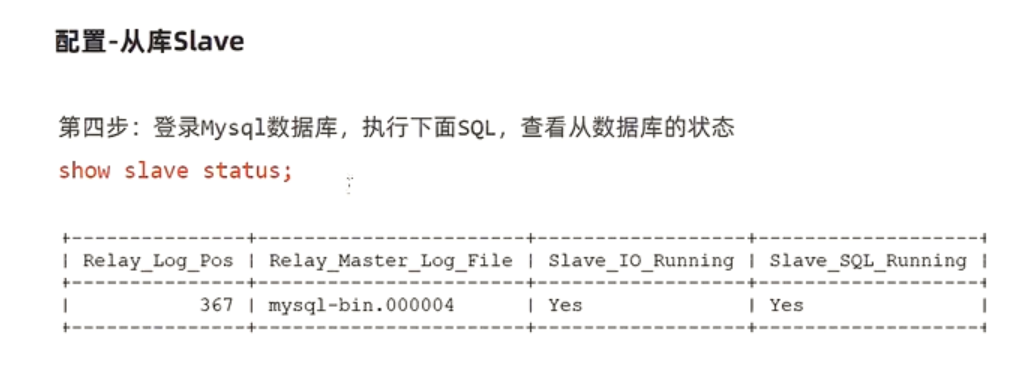 配置-从库Slave
第四步：登录Mysql数据库，执行下面SQL，查看从数据库的状态
show slave status;
+---------------+------------------------+------------------+-------------------+
| Relay_Log_Pos | Relay_Master_Log_File | Slave_IO_Running | Slave_SQL_Running |
+---------------+------------------------+------------------+-------------------+
| 367 | mysql-bin.000004 | Yes | Yes |
+---------------+------------------------+------------------+-------------------+